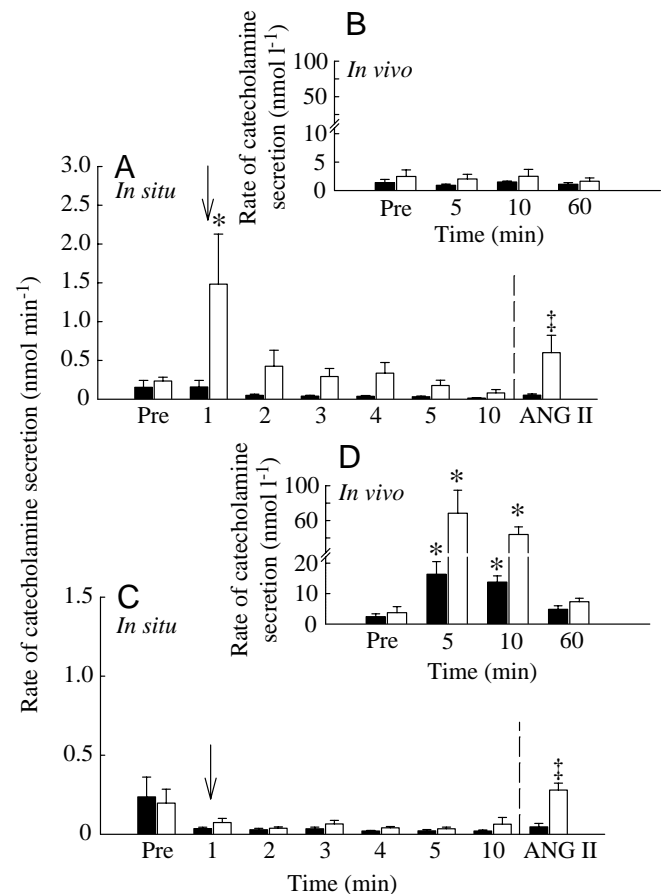 B
Rate of catecholamine
secretion (nmol l-1)
In vivo
100
75
50
10
5
0
Pre 5 10 60
Time (min)
A
In situ
Rate of catecholamine secretion (nmol min-1)
3.0
2.5
2.0
1.5
1.0
0.5
0
*
‡
Pre 1 2 3 4 5 10 ANG II
D
Rate of catecholamine
secretion (nmol l-1)
In vivo
100
60
20
10
0
* * * *
Pre 5 10 60
Time (min)
C
In situ
1.5
1.0
0.5
0
‡
Pre 1 2 3 4 5 10 ANG II
Time (min)